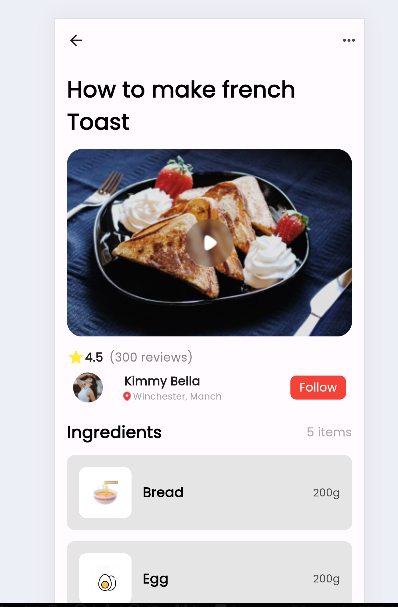 How to make french
Toast
4.5 (300 reviews)
Kimmy Bella
Winchester, Manch
Follow
Ingredients
5 items
Bread
200g
Egg
200g